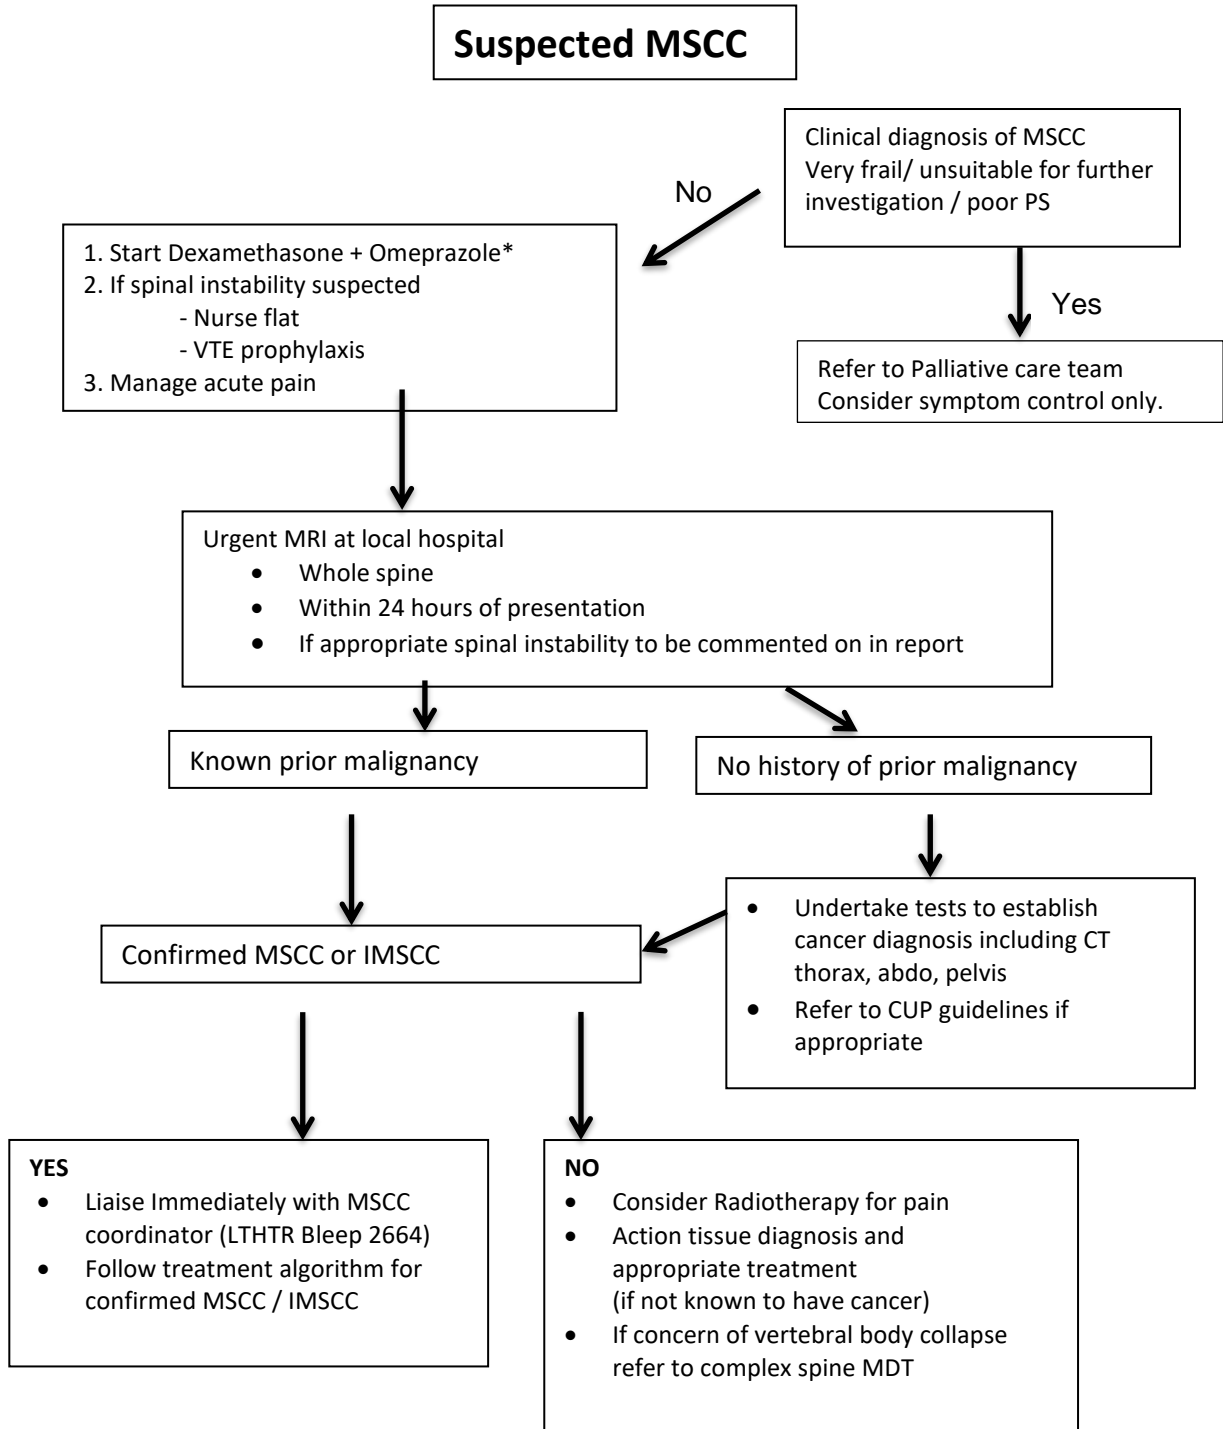 Suspected MSCC
Clinical diagnosis of MSCC
Very frail/ unsuitable for further
investigation / poor PS
No
Yes
1. Start Dexamethasone + Omeprazole*
2. If spinal instability suspected
- Nurse flat
- VTE prophylaxis
3. Manage acute pain
Refer to Palliative care team
Consider symptom control only.
Urgent MRI at local hospital
• Whole spine
• Within 24 hours of presentation
• If appropriate spinal instability to be commented on in report
Known prior malignancy
No history of prior malignancy
• Undertake tests to establish
cancer diagnosis including CT
thorax, abdo, pelvis
• Refer to CUP guidelines if
appropriate
Confirmed MSCC or IMSCC
YES
• Liaise Immediately with MSCC
coordinator (LTHTR Bleep 2664)
• Follow treatment algorithm for
confirmed MSCC / IMSCC
NO
• Consider Radiotherapy for pain
• Action tissue diagnosis and
appropriate treatment
(if not known to have cancer)
• If concern of vertebral body collapse
refer to complex spine MDT